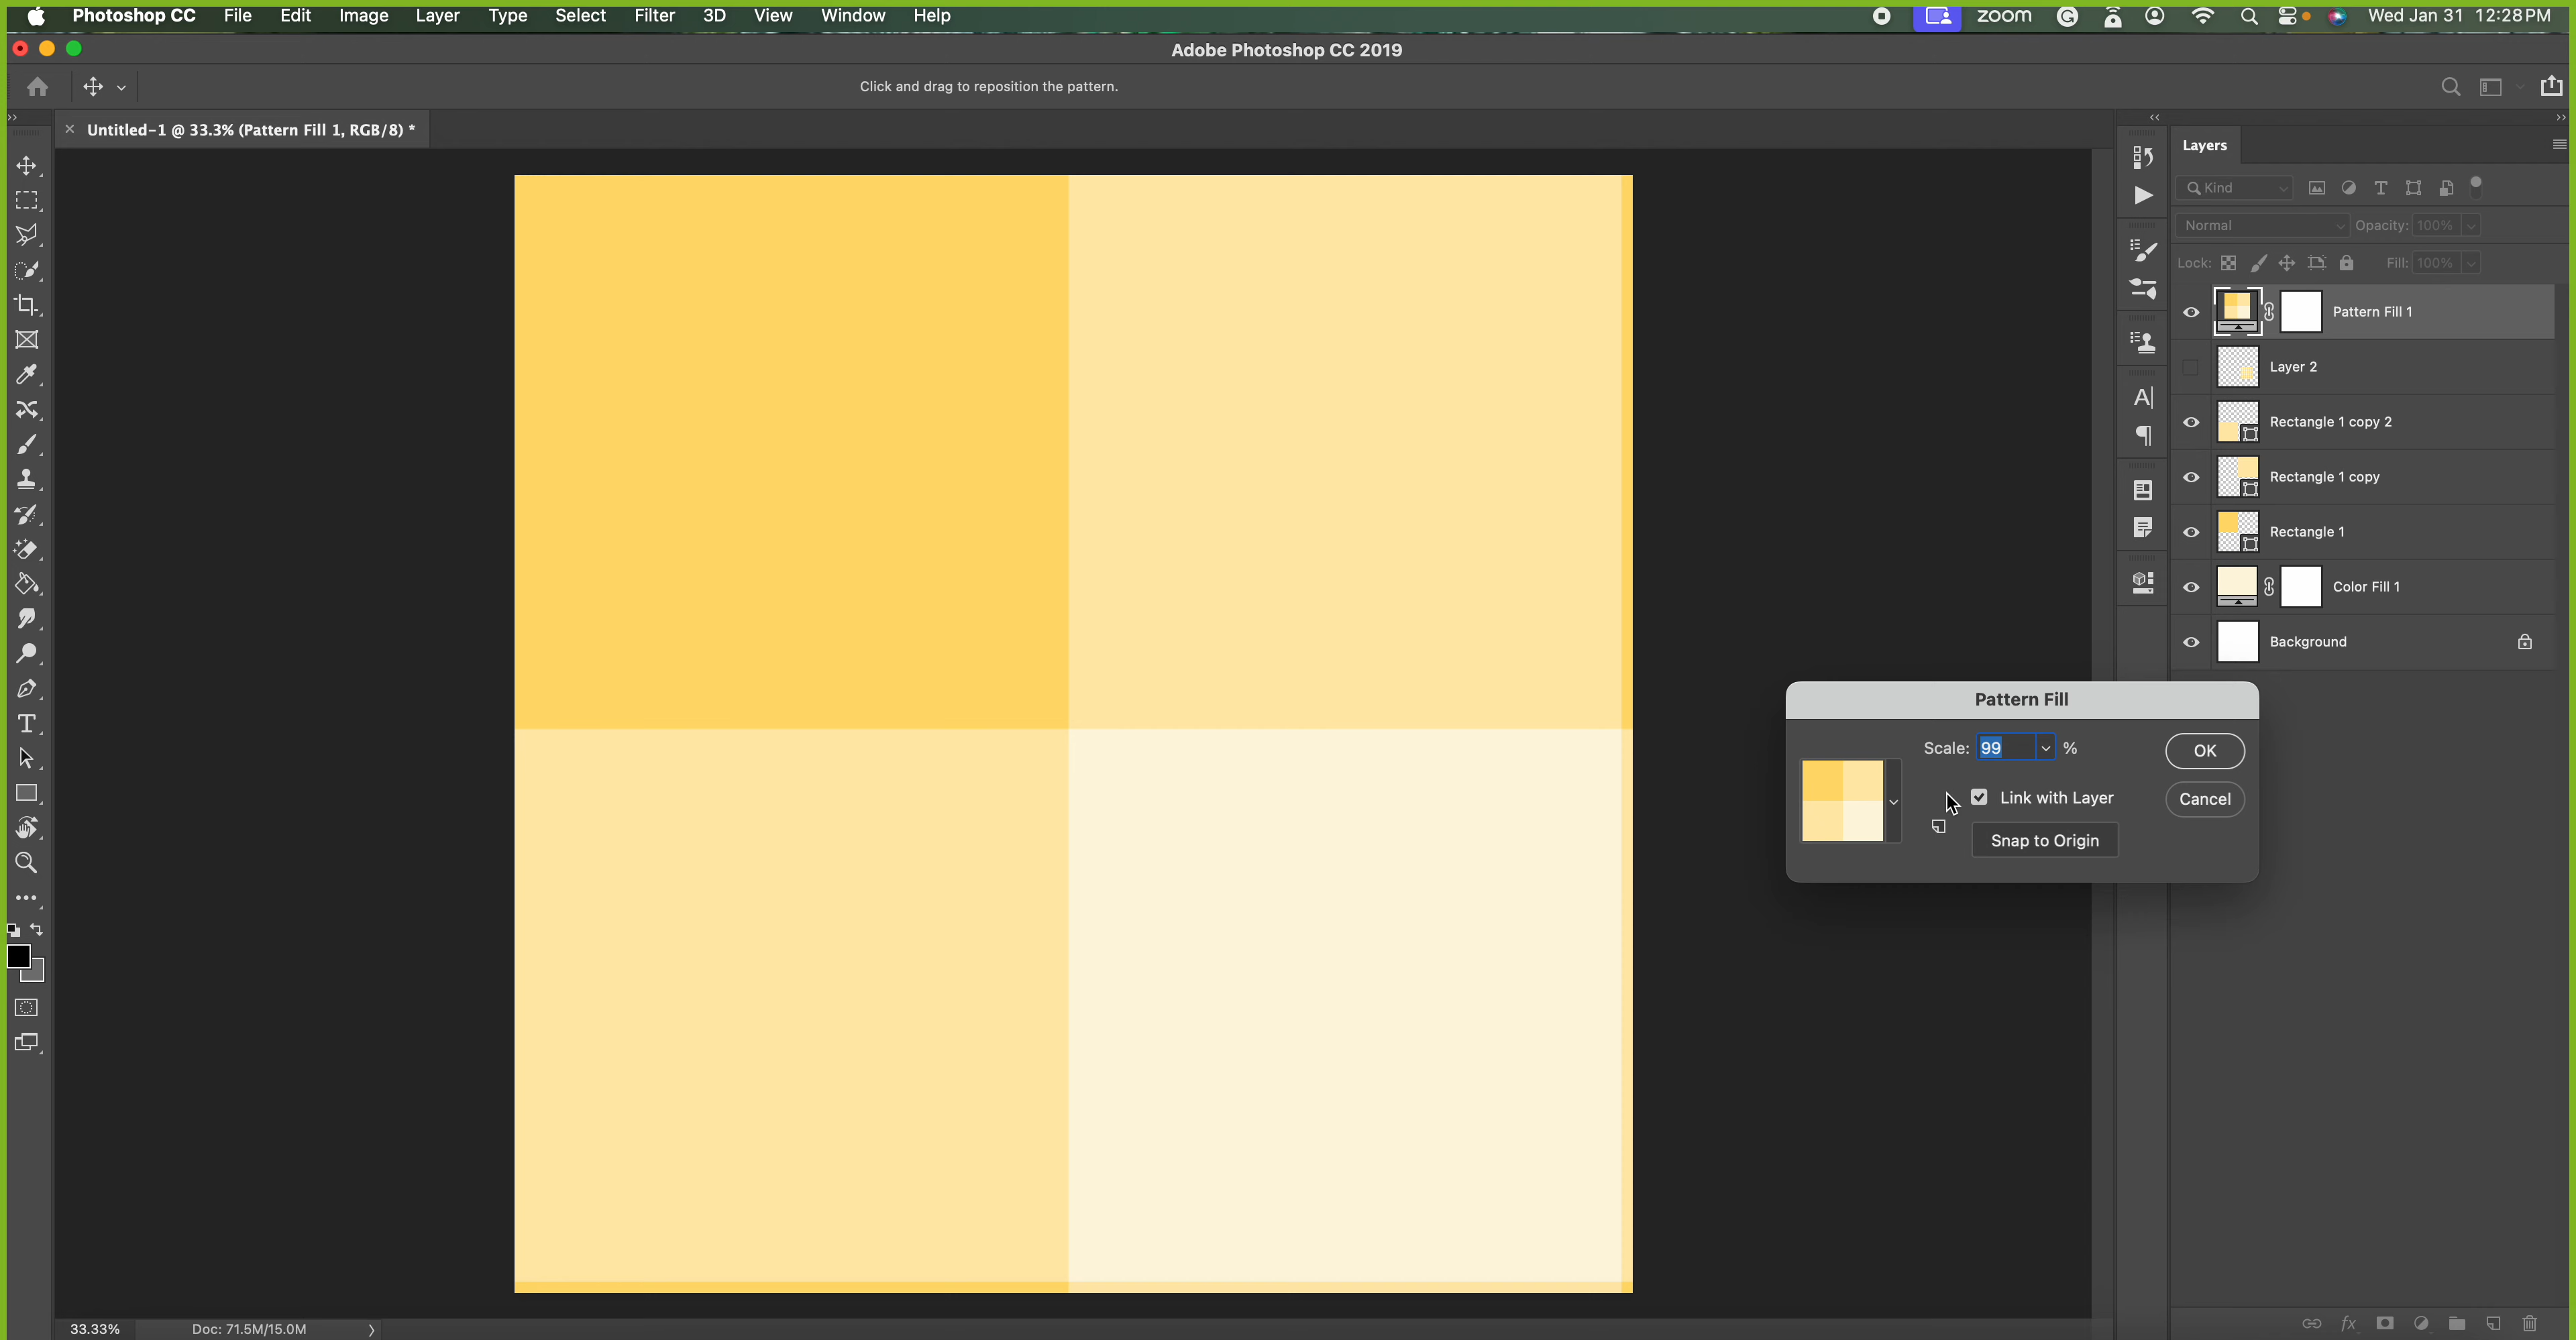 Photoshop CC File Edit Image Layer Type Select Filter 3D View Window Help zoom Wed Jan 31 12:28 PM
Adobe Photoshop CC 2019
Click and drag to reposition the pattern.
× Untitled-1 @ 33.3% (Pattern Fill 1, RGB/8) *
Layers
Kind
Normal Opacity: 100%
Lock: Fill: 100%
Pattern Fill 1
Layer 2
Rectangle 1 copy 2
Rectangle 1 copy
Rectangle 1
Color Fill 1
Background
Pattern Fill
Scale: 99 %
OK
Link with Layer
Cancel
Snap to Origin
33.33% Doc: 71.5M/15.0M